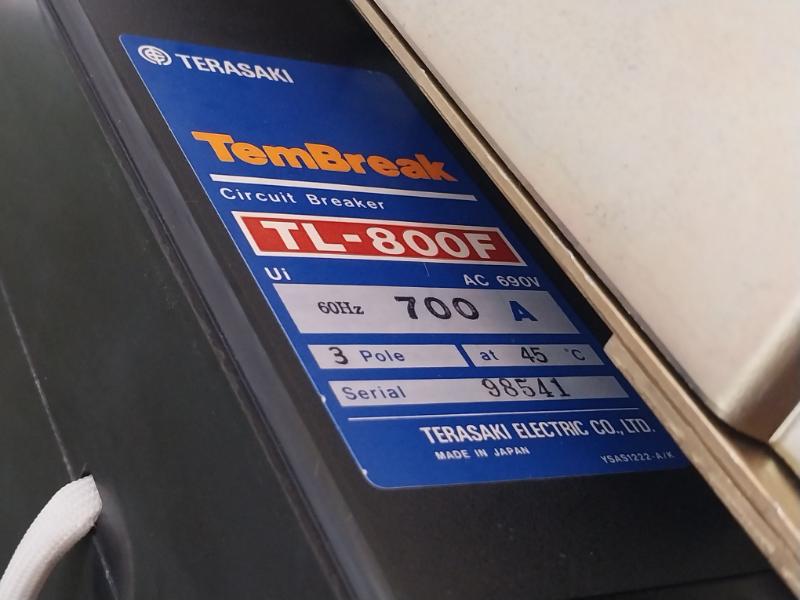 TERASAKI
TemBreak
Circuit Breaker
TL-800F
Ui AC 690V
60Hz 700 A
3 Pole at 45 °C
Serial 98541
TERASAKI ELECTRIC CO., LTD.
MADE IN JAPAN YSAS1222-A/K